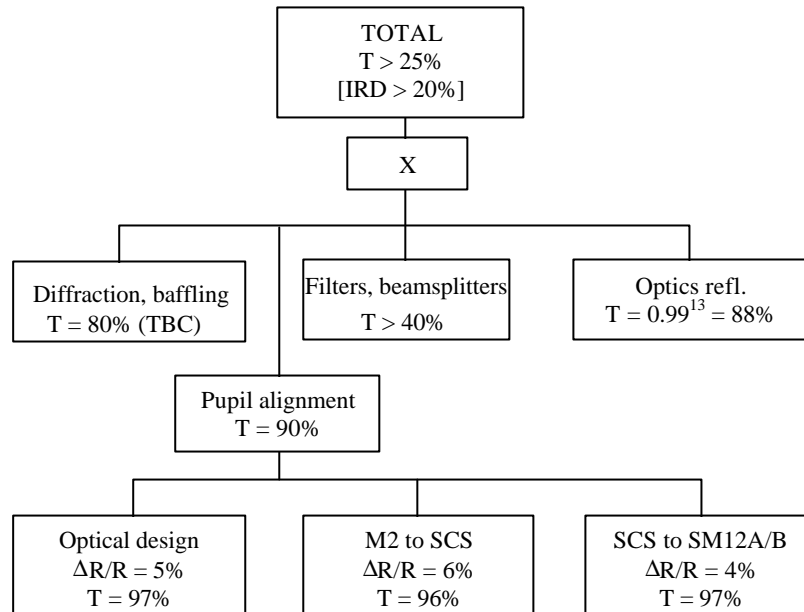 TOTAL
T > 25%
[IRD > 20%]
X
Diffraction, baffling
T = 80% (TBC)
Filters, beamsplitters
T > 40%
Optics refl.
T = 0.99¹³ = 88%
Pupil alignment
T = 90%
Optical design
ΔR/R = 5%
T = 97%
M2 to SCS
ΔR/R = 6%
T = 96%
SCS to SM12A/B
ΔR/R = 4%
T = 97%